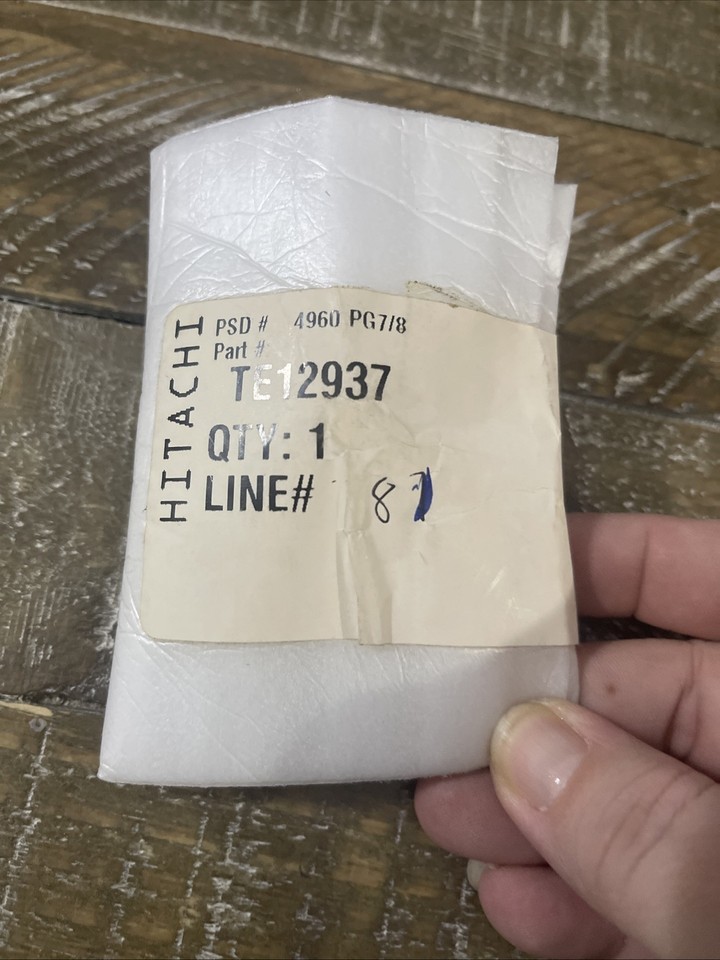 HITACHI
PSD # 4960 PG7/8
Part #
TE12937
QTY: 1
LINE# 8